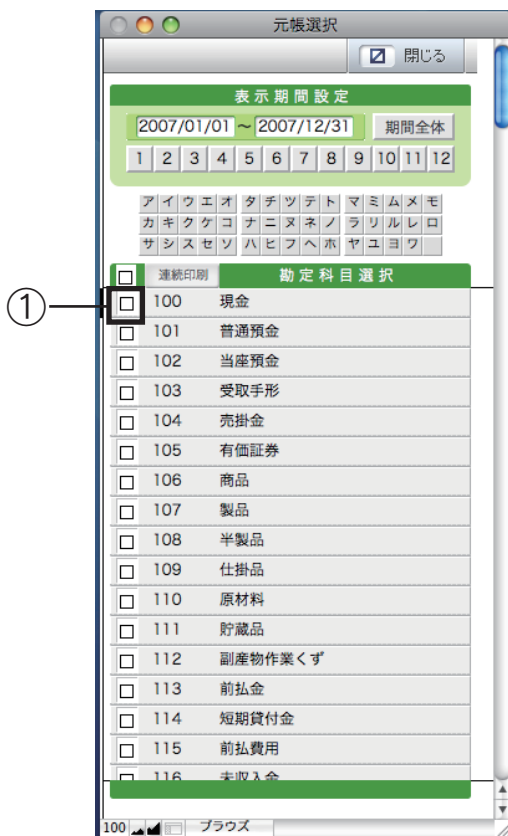 元帳選択
閉じる
表示期間設定
2007/01/01 ~ 2007/12/31 期間全体
1 2 3 4 5 6 7 8 9 10 11 12
ア イ ウ エ オ タ チ ツ テ ト マ ミ ム メ モ
カ キ ク ケ コ ナ ニ ヌ ネ ノ ラ リ ル レ ロ
サ シ ス セ ソ ハ ヒ フ ヘ ホ ヤ ユ ヨ ワ
連続印刷 勘定科目選択
① 100 現金
101 普通預金
102 当座預金
103 受取手形
104 売掛金
105 有価証券
106 商品
107 製品
108 半製品
109 仕掛品
110 原材料
111 貯蔵品
112 副産物作業くず
113 前払金
114 短期貸付金
115 前払費用
116 未収入金
100 ブラウズ